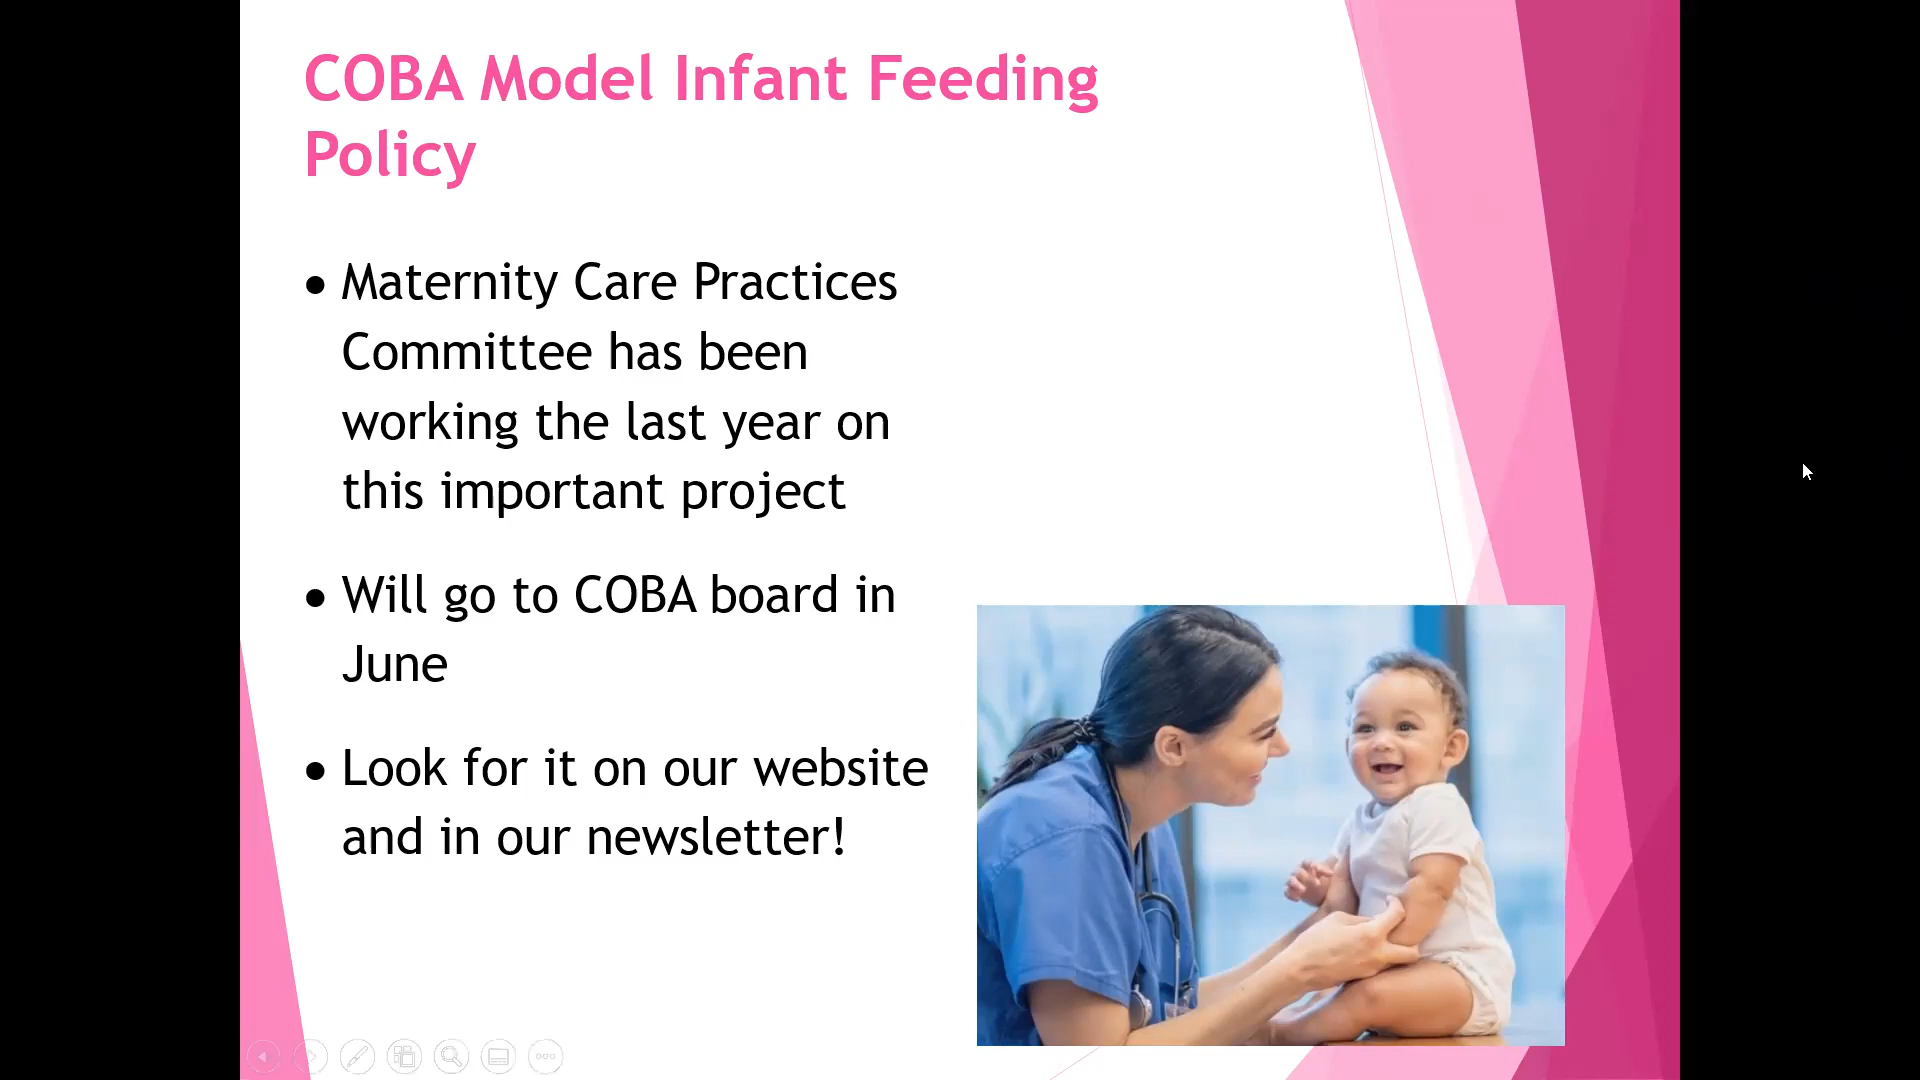 COBA Model Infant Feeding
Policy
• Maternity Care Practices
Committee has been
working the last year on
this important project
• Will go to COBA board in
June
• Look for it on our website
and in our newsletter!